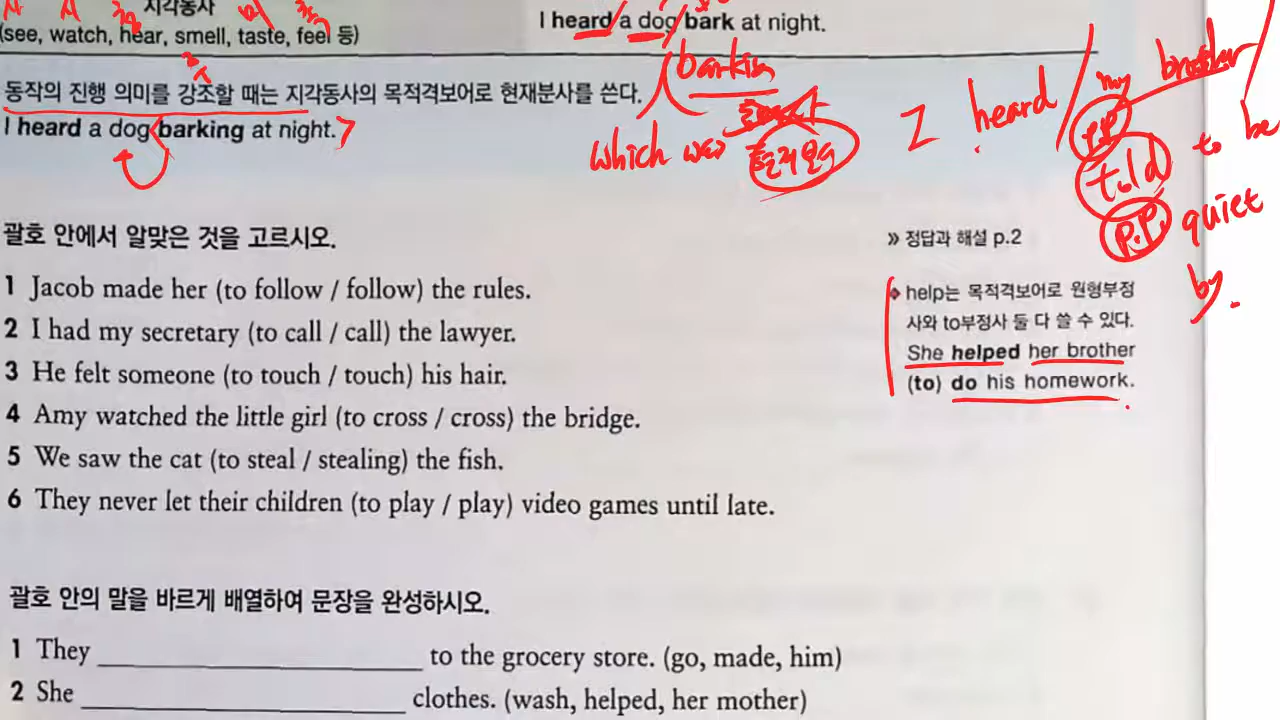 지각동사
(see, watch, hear, smell, taste, feel 등)
I heard a dog bark at night.
동작의 진행 의미를 강조할 때는 지각동사의 목적격보어로 현재분사를 쓴다.
I heard a dog barking at night.
barkin
which was
I heard my brother
p.p
told to be
p.p. quiet
by.
괄호 안에서 알맞은 것을 고르시오.
» 정답과 해설 p.2
1 Jacob made her (to follow / follow) the rules.
2 I had my secretary (to call / call) the lawyer.
3 He felt someone (to touch / touch) his hair.
4 Amy watched the little girl (to cross / cross) the bridge.
5 We saw the cat (to steal / stealing) the fish.
6 They never let their children (to play / play) video games until late.
help는 목적격보어로 원형부정
사와 to부정사 둘 다 쓸 수 있다.
She helped her brother
(to) do his homework.
괄호 안의 말을 바르게 배열하여 문장을 완성하시오.
1 They ____________________ to the grocery store. (go, made, him)
2 She ____________________ clothes. (wash, helped, her mother)